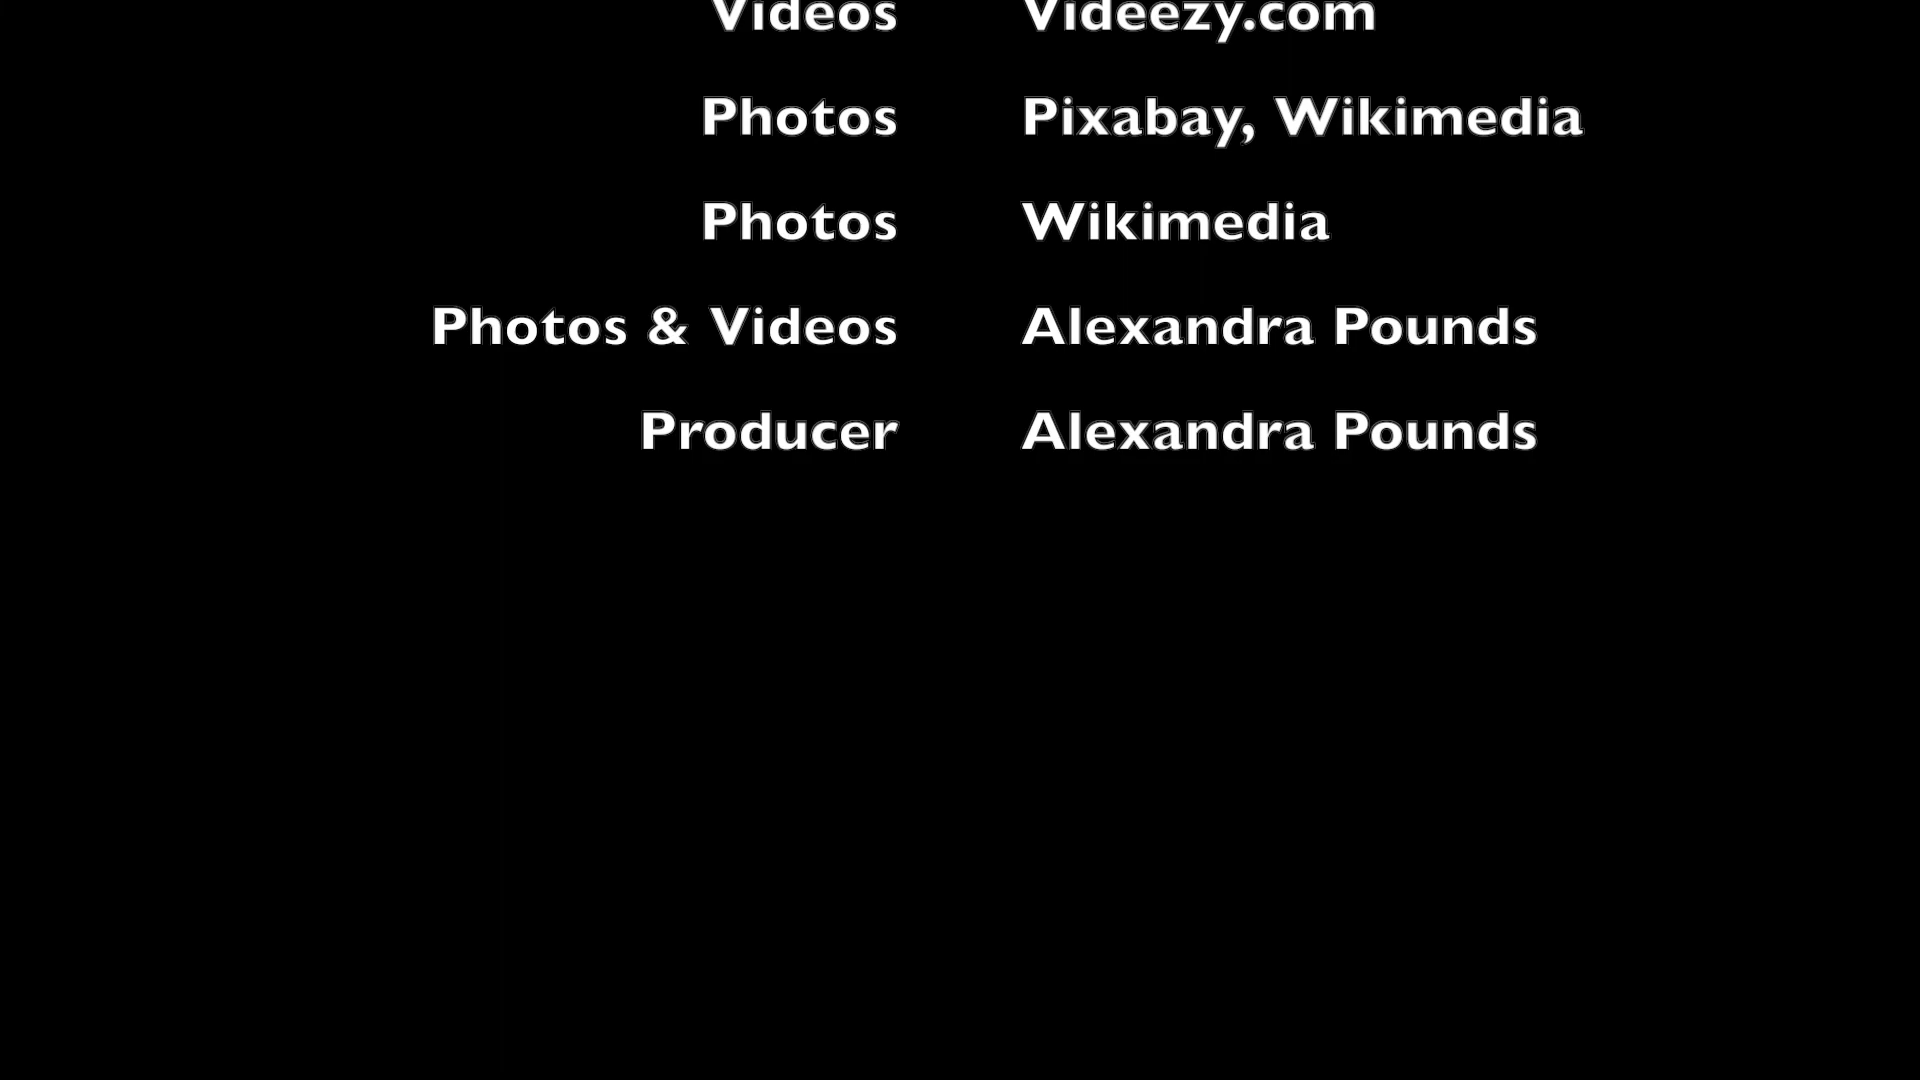 Videos Videezy.com
Photos Pixabay, Wikimedia
Photos Wikimedia
Photos & Videos Alexandra Pounds
Producer Alexandra Pounds